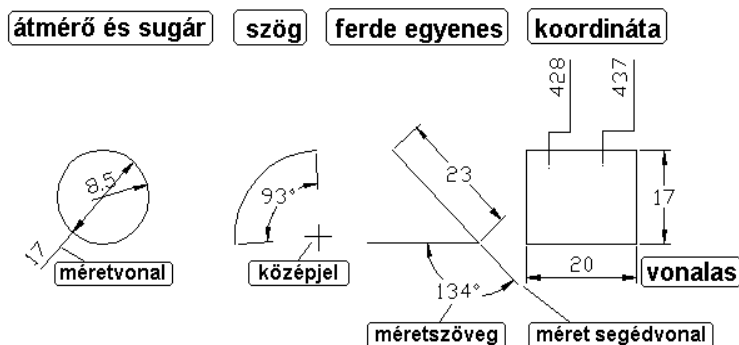 átmérő és sugár
szög
ferde egyenes
koordináta
428
437
8.5
93°
23
17
17
20
134°
méretvonal
középjel
vonalas
méretszöveg
méret segédvonal